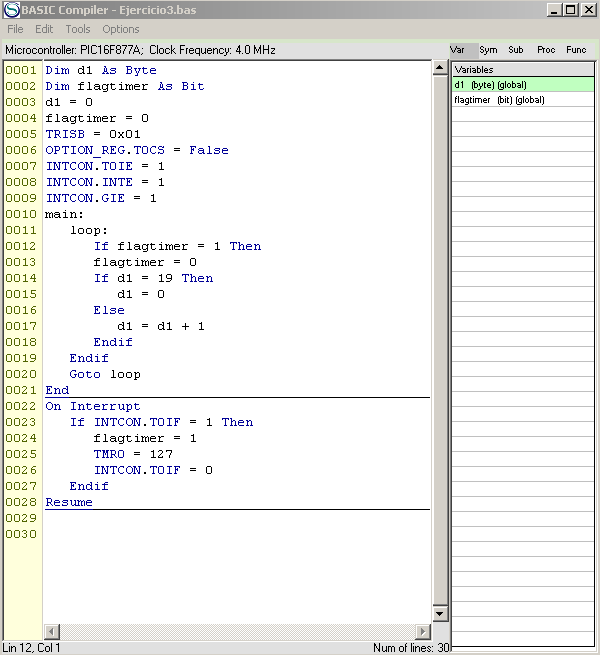 BASIC Compiler - Ejercicio3.bas
File Edit Tools Options
Microcontroller: PIC16F877A; Clock Frequency: 4.0 MHz
Var Sym Sub Proc Func
Variables
d1 (byte) (global)
flagtimer (bit) (global)
0001 Dim d1 As Byte
0002 Dim flagtimer As Bit
0003 d1 = 0
0004 flagtimer = 0
0005 TRISB = 0x01
0006 OPTION_REG.T0CS = False
0007 INTCON.T0IE = 1
0008 INTCON.INTE = 1
0009 INTCON.GIE = 1
0010 main:
0011 loop:
0012 If flagtimer = 1 Then
0013 flagtimer = 0
0014 If d1 = 19 Then
0015 d1 = 0
0016 Else
0017 d1 = d1 + 1
0018 Endif
0019 Endif
0020 Goto loop
0021 End
0022 On Interrupt
0023 If INTCON.T0IF = 1 Then
0024 flagtimer = 1
0025 TMR0 = 127
0026 INTCON.T0IF = 0
0027 Endif
0028 Resume
0029
0030
Lin 12, Col 1 Num of lines: 30